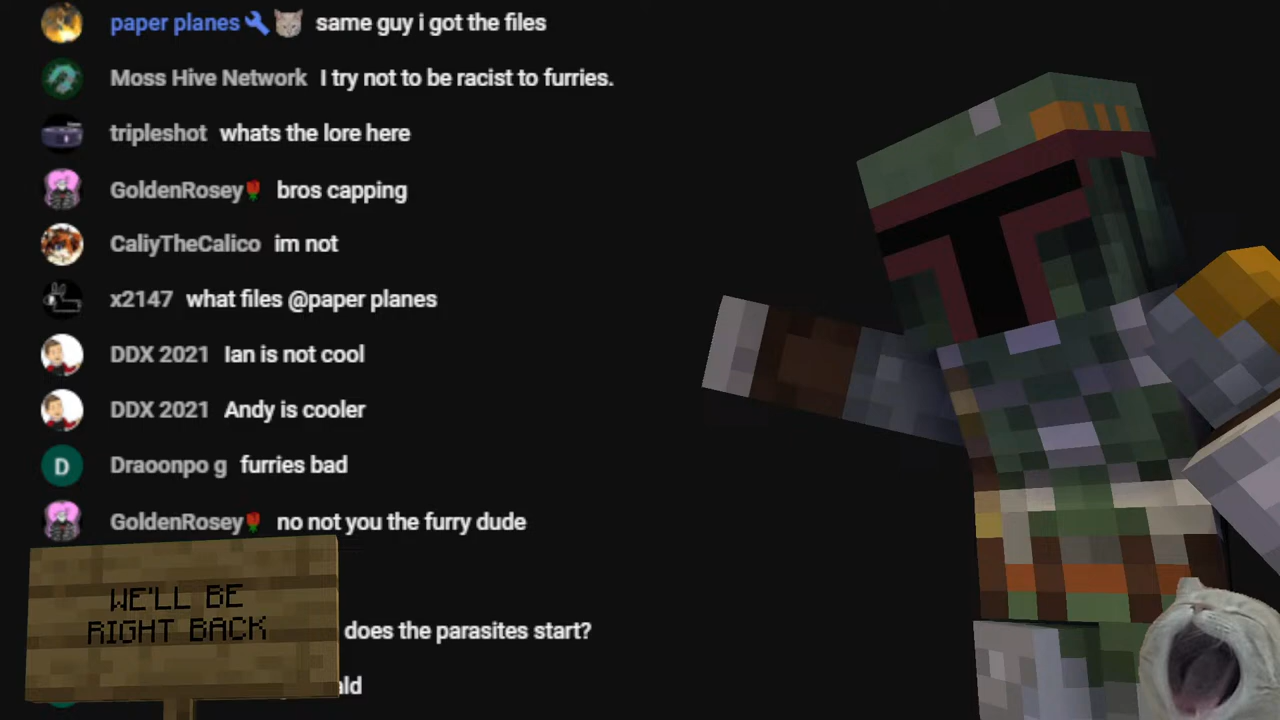 paper planes same guy i got the files
Moss Hive Network I try not to be racist to furries.
tripleshot whats the lore here
GoldenRosey bros capping
CaliyTheCalico im not
x2147 what files @paper planes
DDX 2021 Ian is not cool
DDX 2021 Andy is cooler
D Draoonpo g furries bad
GoldenRosey no not you the furry dude
WE'LL BE
RIGHT BACK
does the parasites start?